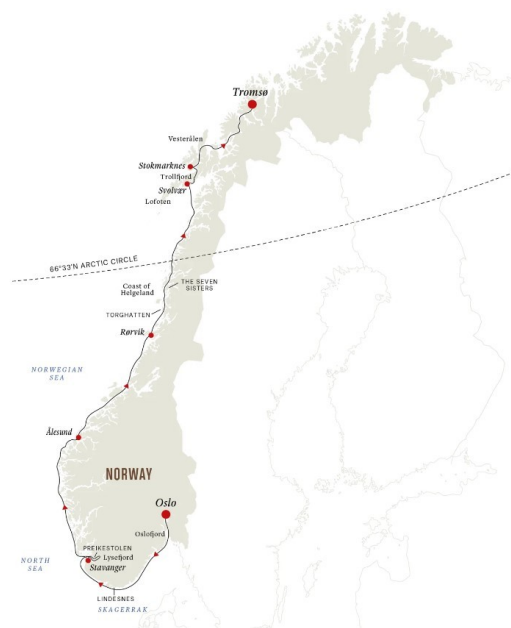 Tromsø
Vesterålen
Stokmarknes
Trollfjord
Svolvær
Lofoten
66°33'N ARCTIC CIRCLE
THE SEVEN
SISTERS
Coast of
Helgeland
TORGHATTEN
Rørvik
NORWEGIAN
SEA
Ålesund
NORWAY
Oslo
Oslofjord
PREIKESTOLEN
Lysefjord
NORTH
SEA
Stavanger
LINDESNES
SKAGERRAK